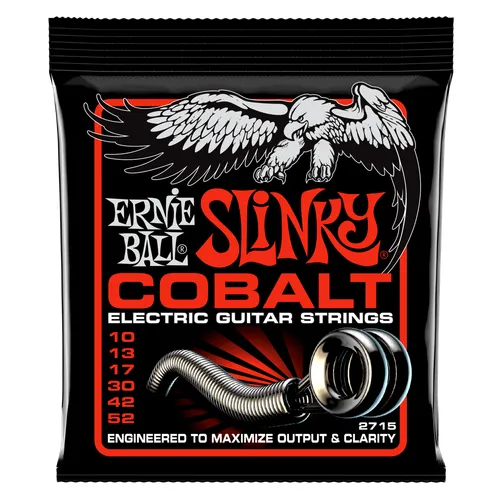 ERNIE BALL® SLINKY®
COBALT
ELECTRIC GUITAR STRINGS
10
13
17
30
42
52
2715
ENGINEERED TO MAXIMIZE OUTPUT & CLARITY